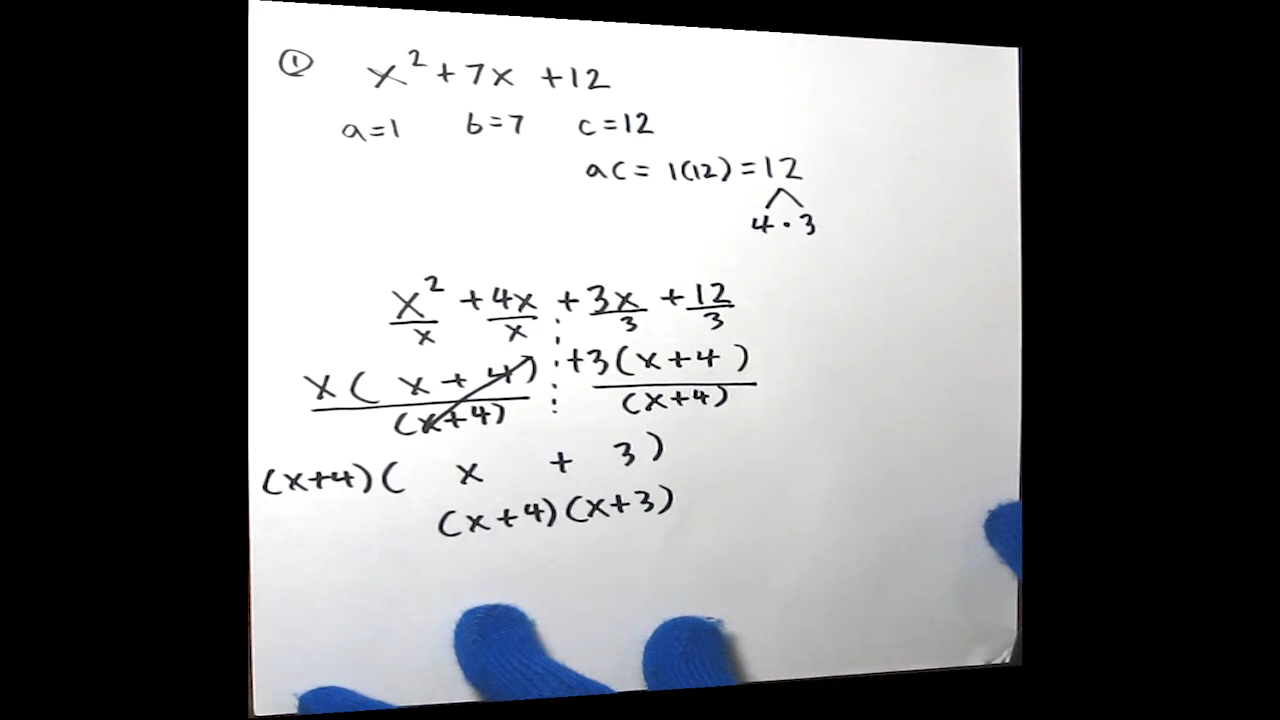 ① x² + 7x + 12
a=1 b=7 c=12
ac = 1(12) = 12
4 · 3
x²/x + 4x/x + 3x/3 + 12/3
x(x+4)/(x+4) + 3(x+4)/(x+4)
(x+4)( x + 3)
(x+4)(x+3)